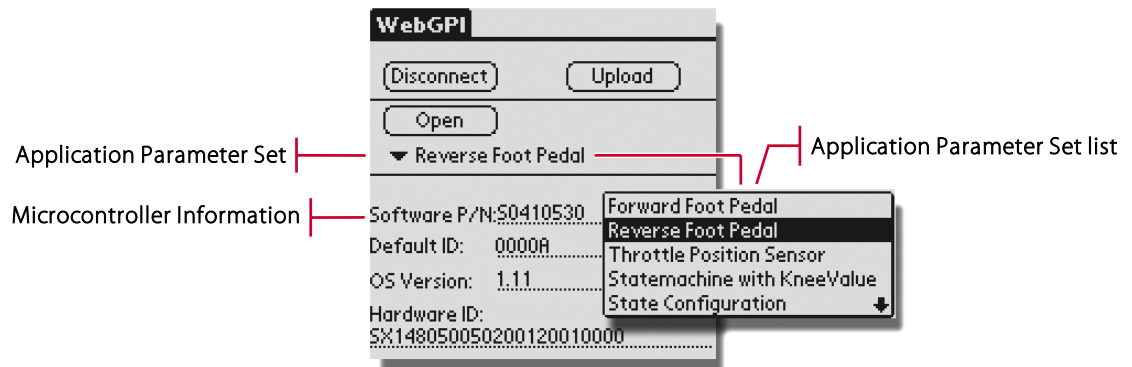 WebGPI
Disconnect Upload
Open
Application Parameter Set
Reverse Foot Pedal
Application Parameter Set list
Microcontroller Information
Software P/N:S0410530
Default ID: 0000A
OS Version: 1.11
Hardware ID:
SX148050050200120010000
Forward Foot Pedal
Reverse Foot Pedal
Throttle Position Sensor
Statemachine with KneeValue
State Configuration